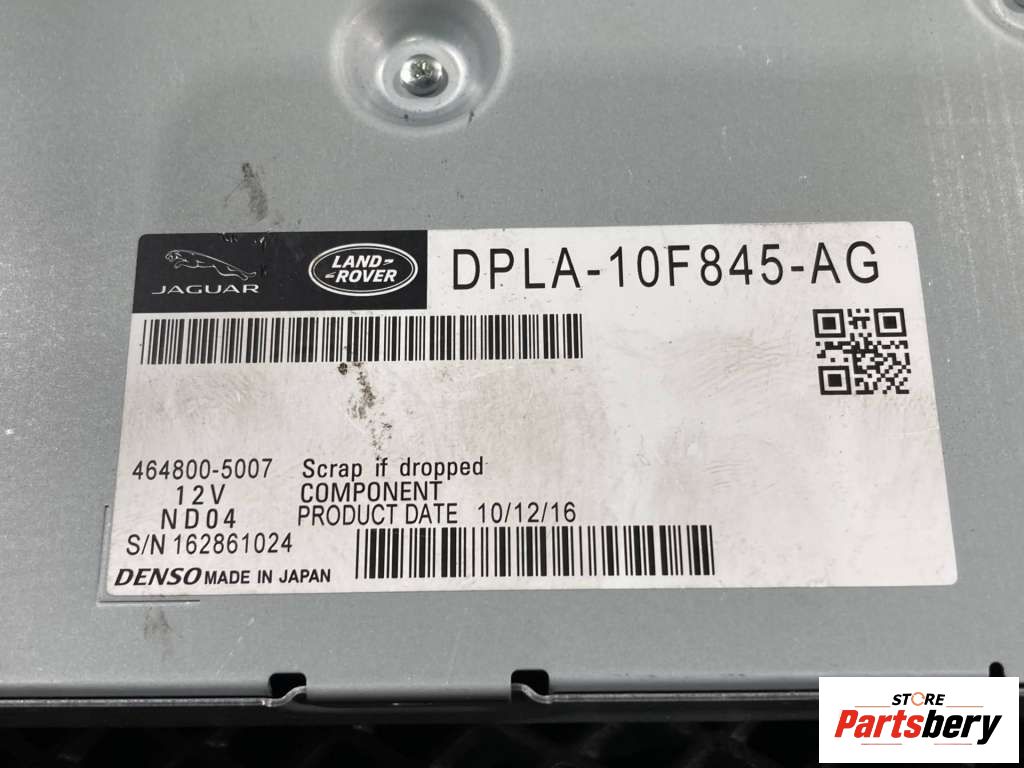 JAGUAR
LAND ROVER
DPLA-10F845-AG
464800-5007 Scrap if dropped
12V COMPONENT
ND04 PRODUCT DATE 10/12/16
S/N 162861024
DENSO MADE IN JAPAN
STORE
Partsbery